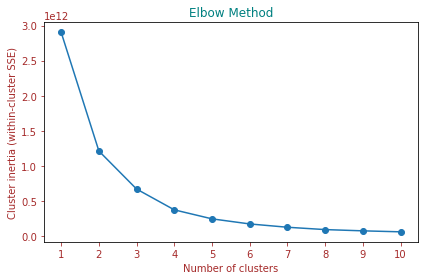 Elbow Method
1e12
3.0
2.5
2.0
1.5
1.0
0.5
0.0
Cluster inertia (within-cluster SSE)
1 2 3 4 5 6 7 8 9 10
Number of clusters